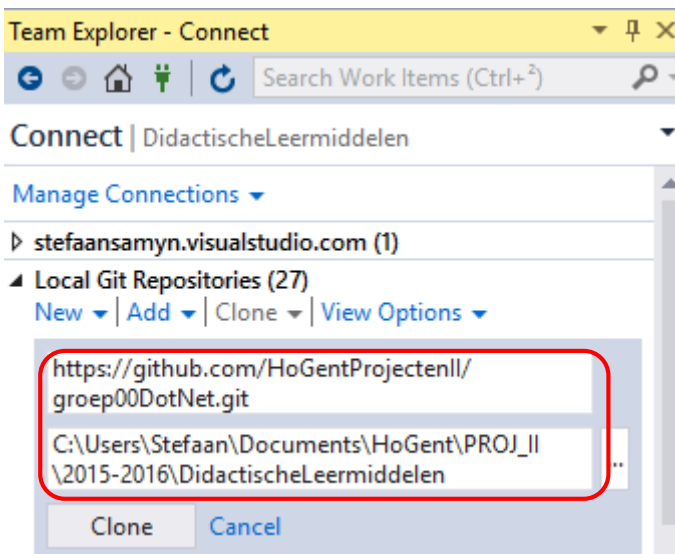 Team Explorer - Connect
Search Work Items (Ctrl+²)
Connect | DidactischeLeermiddelen
Manage Connections
stefaansamyn.visualstudio.com (1)
Local Git Repositories (27)
New | Add | Clone | View Options
https://github.com/HoGentProjectenII/
groep00DotNet.git
C:\Users\Stefaan\Documents\HoGent\PROJ_II
\2015-2016\DidactischeLeermiddelen
...
Clone Cancel